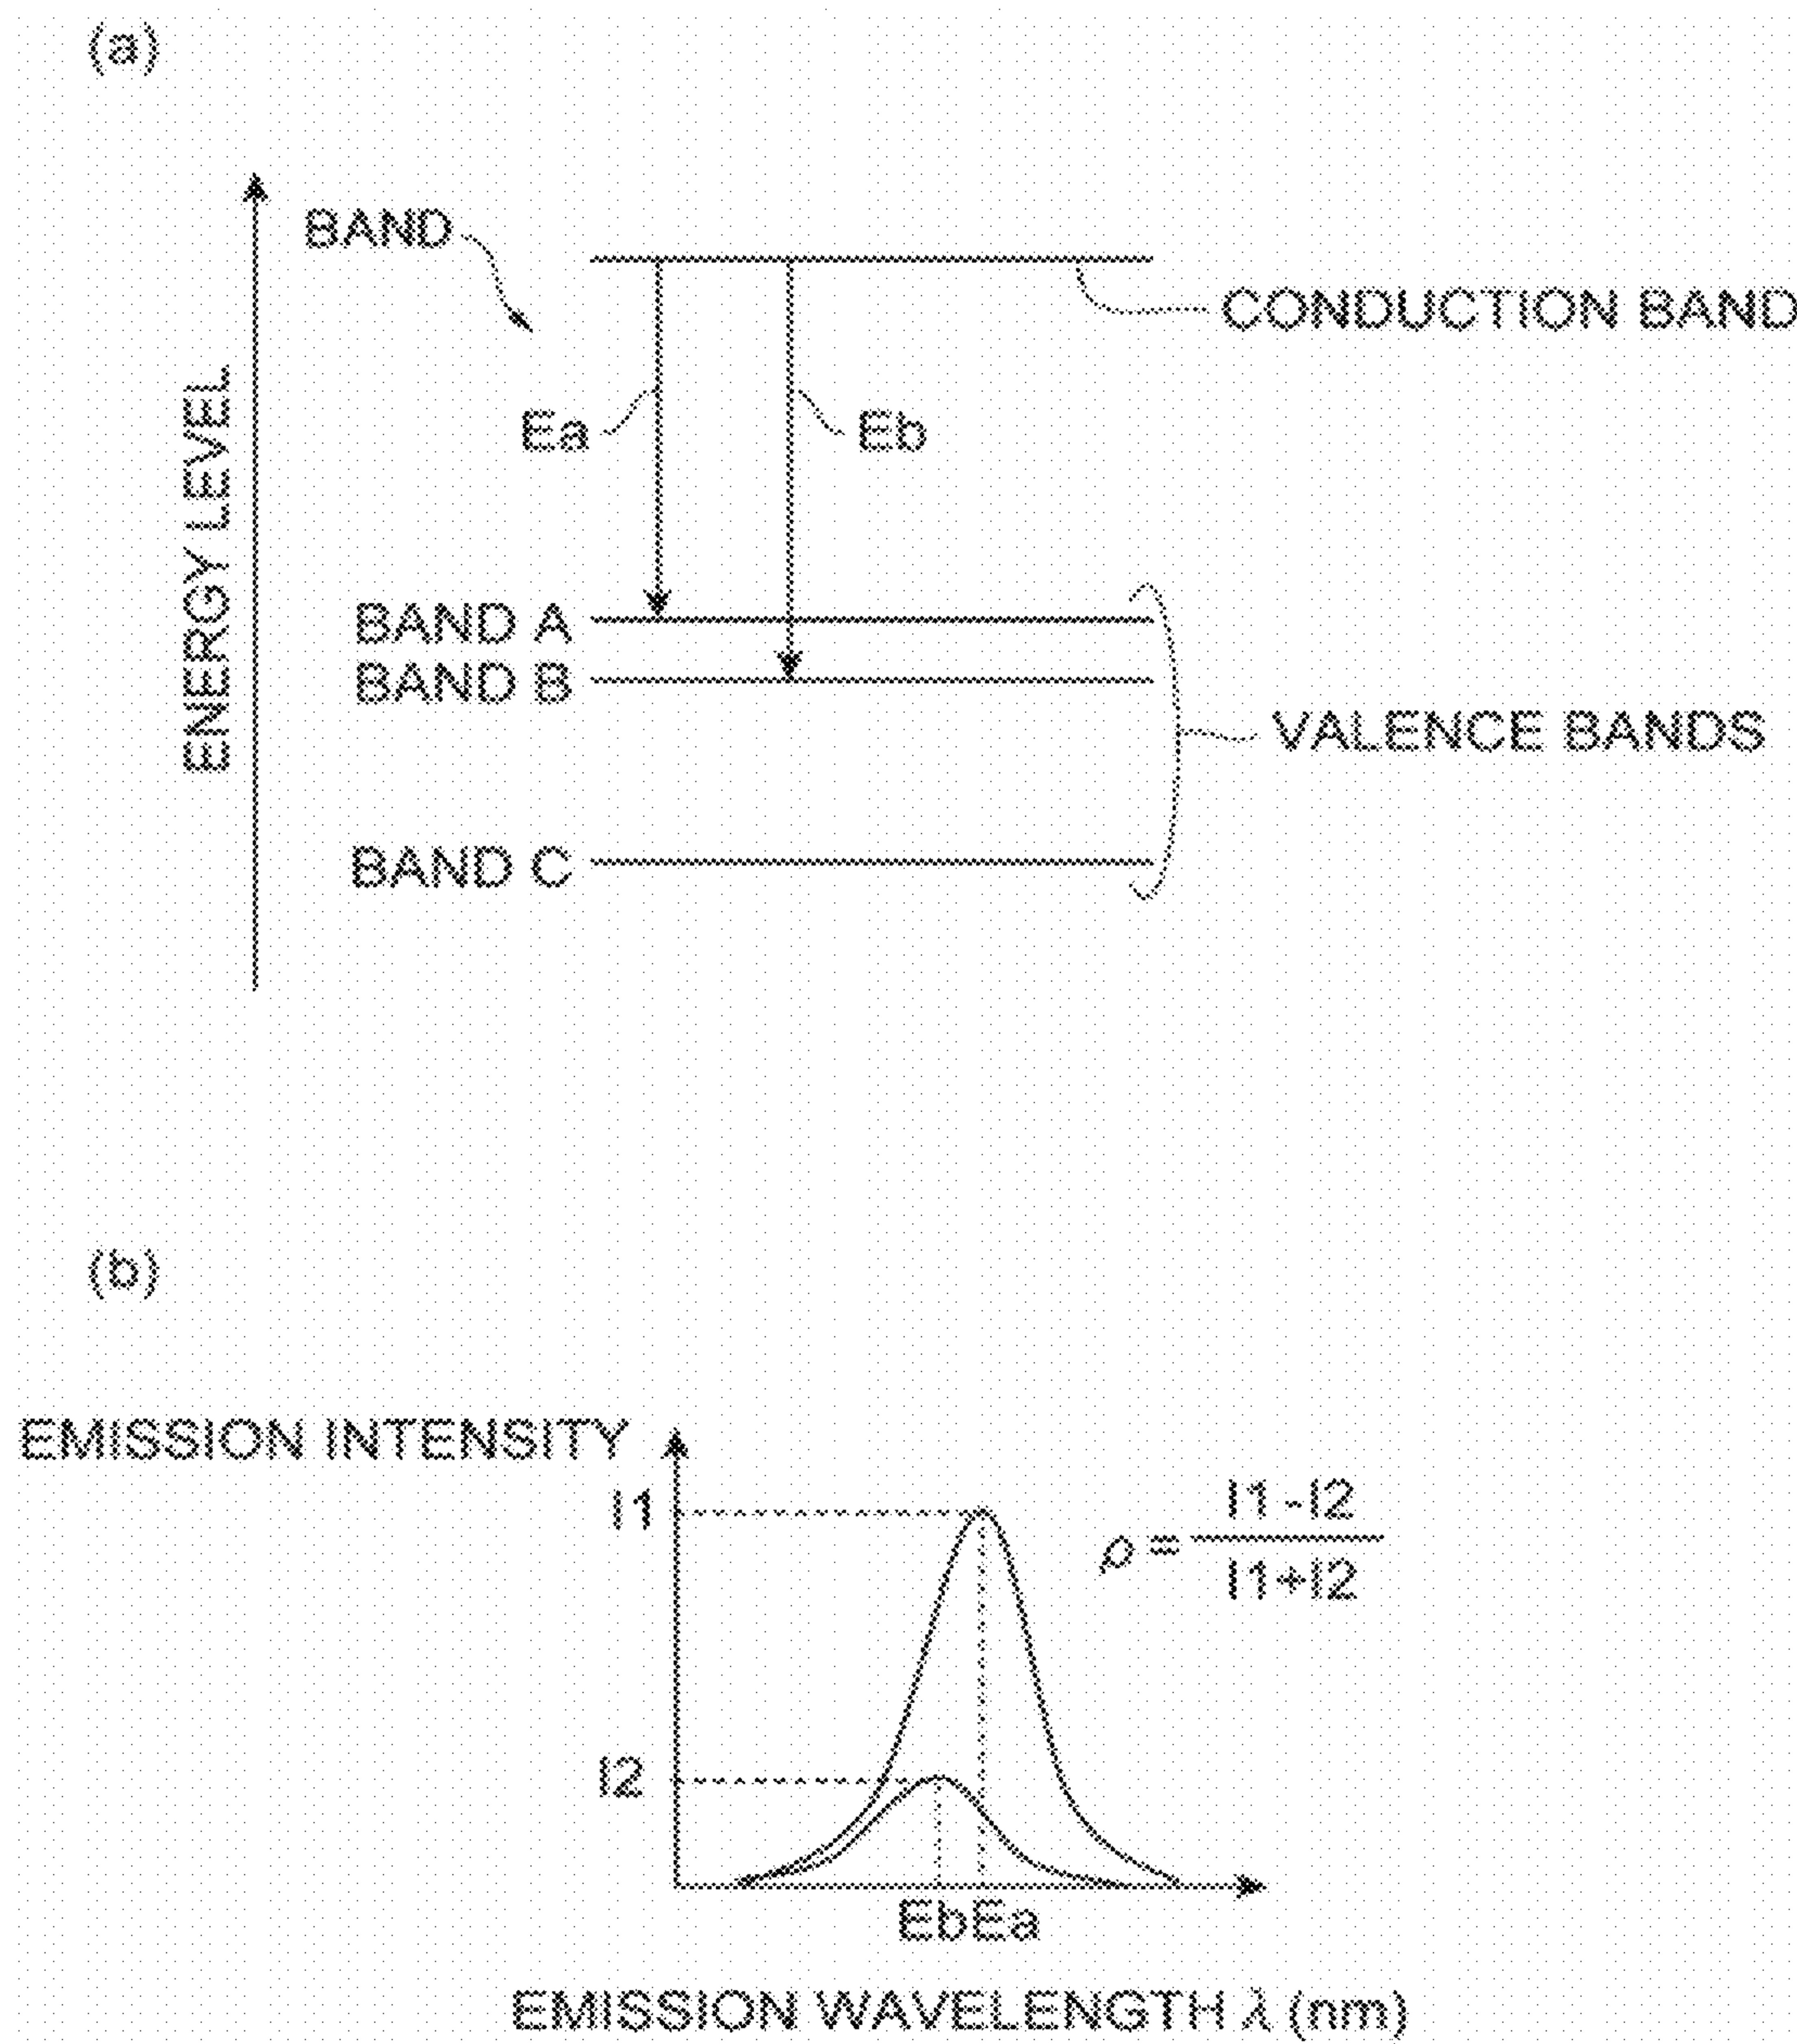 (a)
BAND
CONDUCTION BAND
Ea
Eb
ENERGY LEVEL
BAND A
BAND B
VALENCE BANDS
BAND C
(b)
EMISSION INTENSITY
I1
ρ = I1-I2
I1+I2
I2
EbEa
EMISSION WAVELENGTH λ (nm)